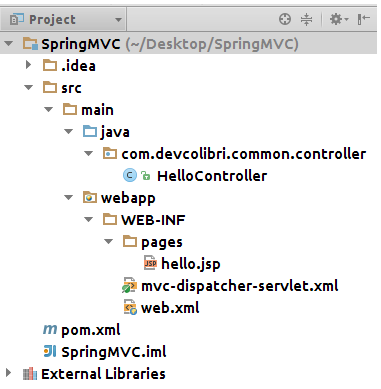 Project
SpringMVC (~/Desktop/SpringMVC)
.idea
src
main
java
com.devcolibri.common.controller
C HelloController
webapp
WEB-INF
pages
JSP hello.jsp
mvc-dispatcher-servlet.xml
web.xml
m pom.xml
SpringMVC.iml
External Libraries